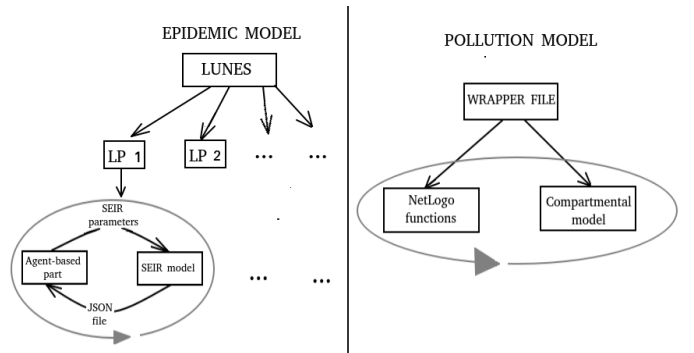 EPIDEMIC MODEL
LUNES
LP 1
LP 2
...
...
SEIR
parameters
Agent-based
part
SEIR model
JSON
file
...
...
POLLUTION MODEL
WRAPPER FILE
NetLogo
functions
Compartmental
model